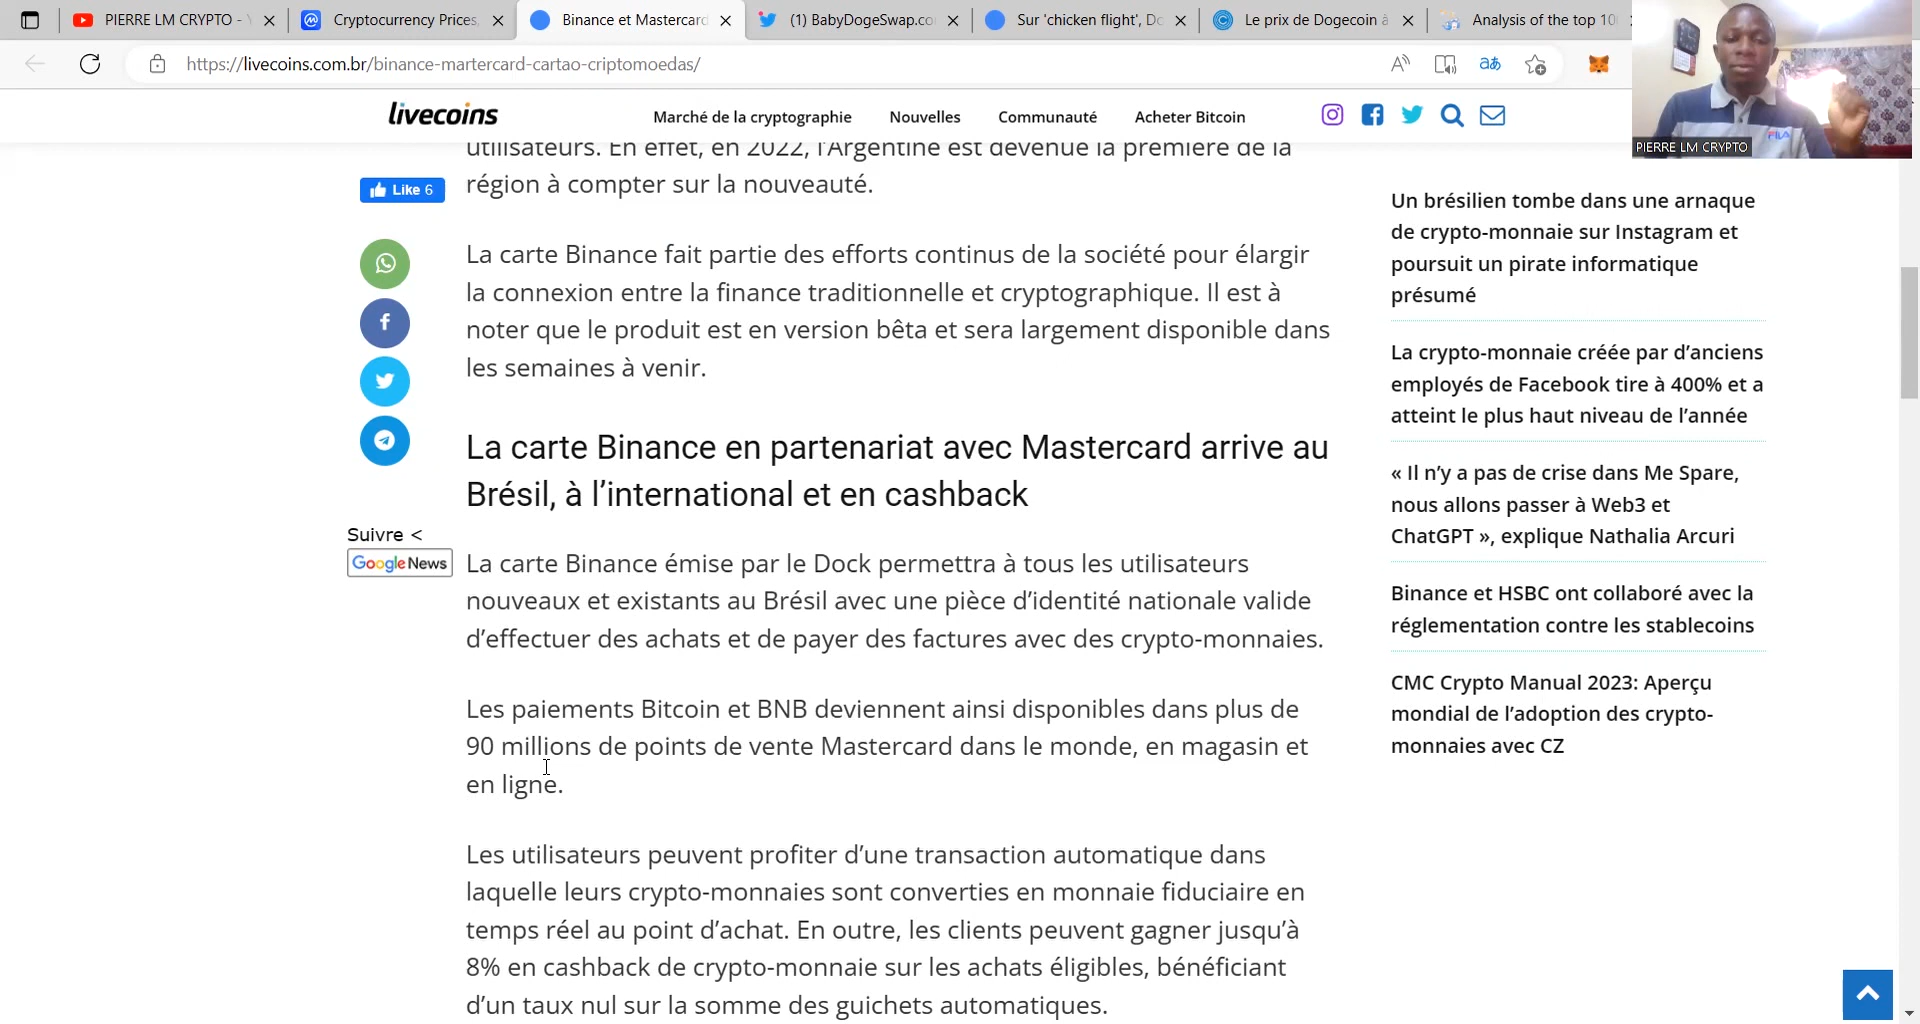 PIERRE LM CRYPTO - Y
Cryptocurrency Prices,
Binance et Mastercard
(1) BabyDogeSwap.co
Sur 'chicken flight', Do
Le prix de Dogecoin à
Analysis of the top 10
https://livecoins.com.br/binance-martercard-cartao-criptomoedas/
PIERRE LM CRYPTO
FILA
livecoins
Marché de la cryptographie
Nouvelles
Communauté
Acheter Bitcoin
utilisateurs. En effet, en 2022, l'Argentine est devenue la première de la
région à compter sur la nouveauté.
Like 6
La carte Binance fait partie des efforts continus de la société pour élargir
la connexion entre la finance traditionnelle et cryptographique. Il est à
noter que le produit est en version bêta et sera largement disponible dans
les semaines à venir.
La carte Binance en partenariat avec Mastercard arrive au
Brésil, à l’international et en cashback
Suivre <
Google News
La carte Binance émise par le Dock permettra à tous les utilisateurs
nouveaux et existants au Brésil avec une pièce d’identité nationale valide
d’effectuer des achats et de payer des factures avec des crypto-monnaies.
Les paiements Bitcoin et BNB deviennent ainsi disponibles dans plus de
90 millions de points de vente Mastercard dans le monde, en magasin et
en ligne.
Les utilisateurs peuvent profiter d’une transaction automatique dans
laquelle leurs crypto-monnaies sont converties en monnaie fiduciaire en
temps réel au point d’achat. En outre, les clients peuvent gagner jusqu’à
8% en cashback de crypto-monnaie sur les achats éligibles, bénéficiant
d’un taux nul sur la somme des guichets automatiques.
Un brésilien tombe dans une arnaque
de crypto-monnaie sur Instagram et
poursuit un pirate informatique
présumé
La crypto-monnaie créée par d’anciens
employés de Facebook tire à 400% et a
atteint le plus haut niveau de l’année
« Il n’y a pas de crise dans Me Spare,
nous allons passer à Web3 et
ChatGPT », explique Nathalia Arcuri
Binance et HSBC ont collaboré avec la
réglementation contre les stablecoins
CMC Crypto Manual 2023: Aperçu
mondial de l’adoption des crypto-
monnaies avec CZ